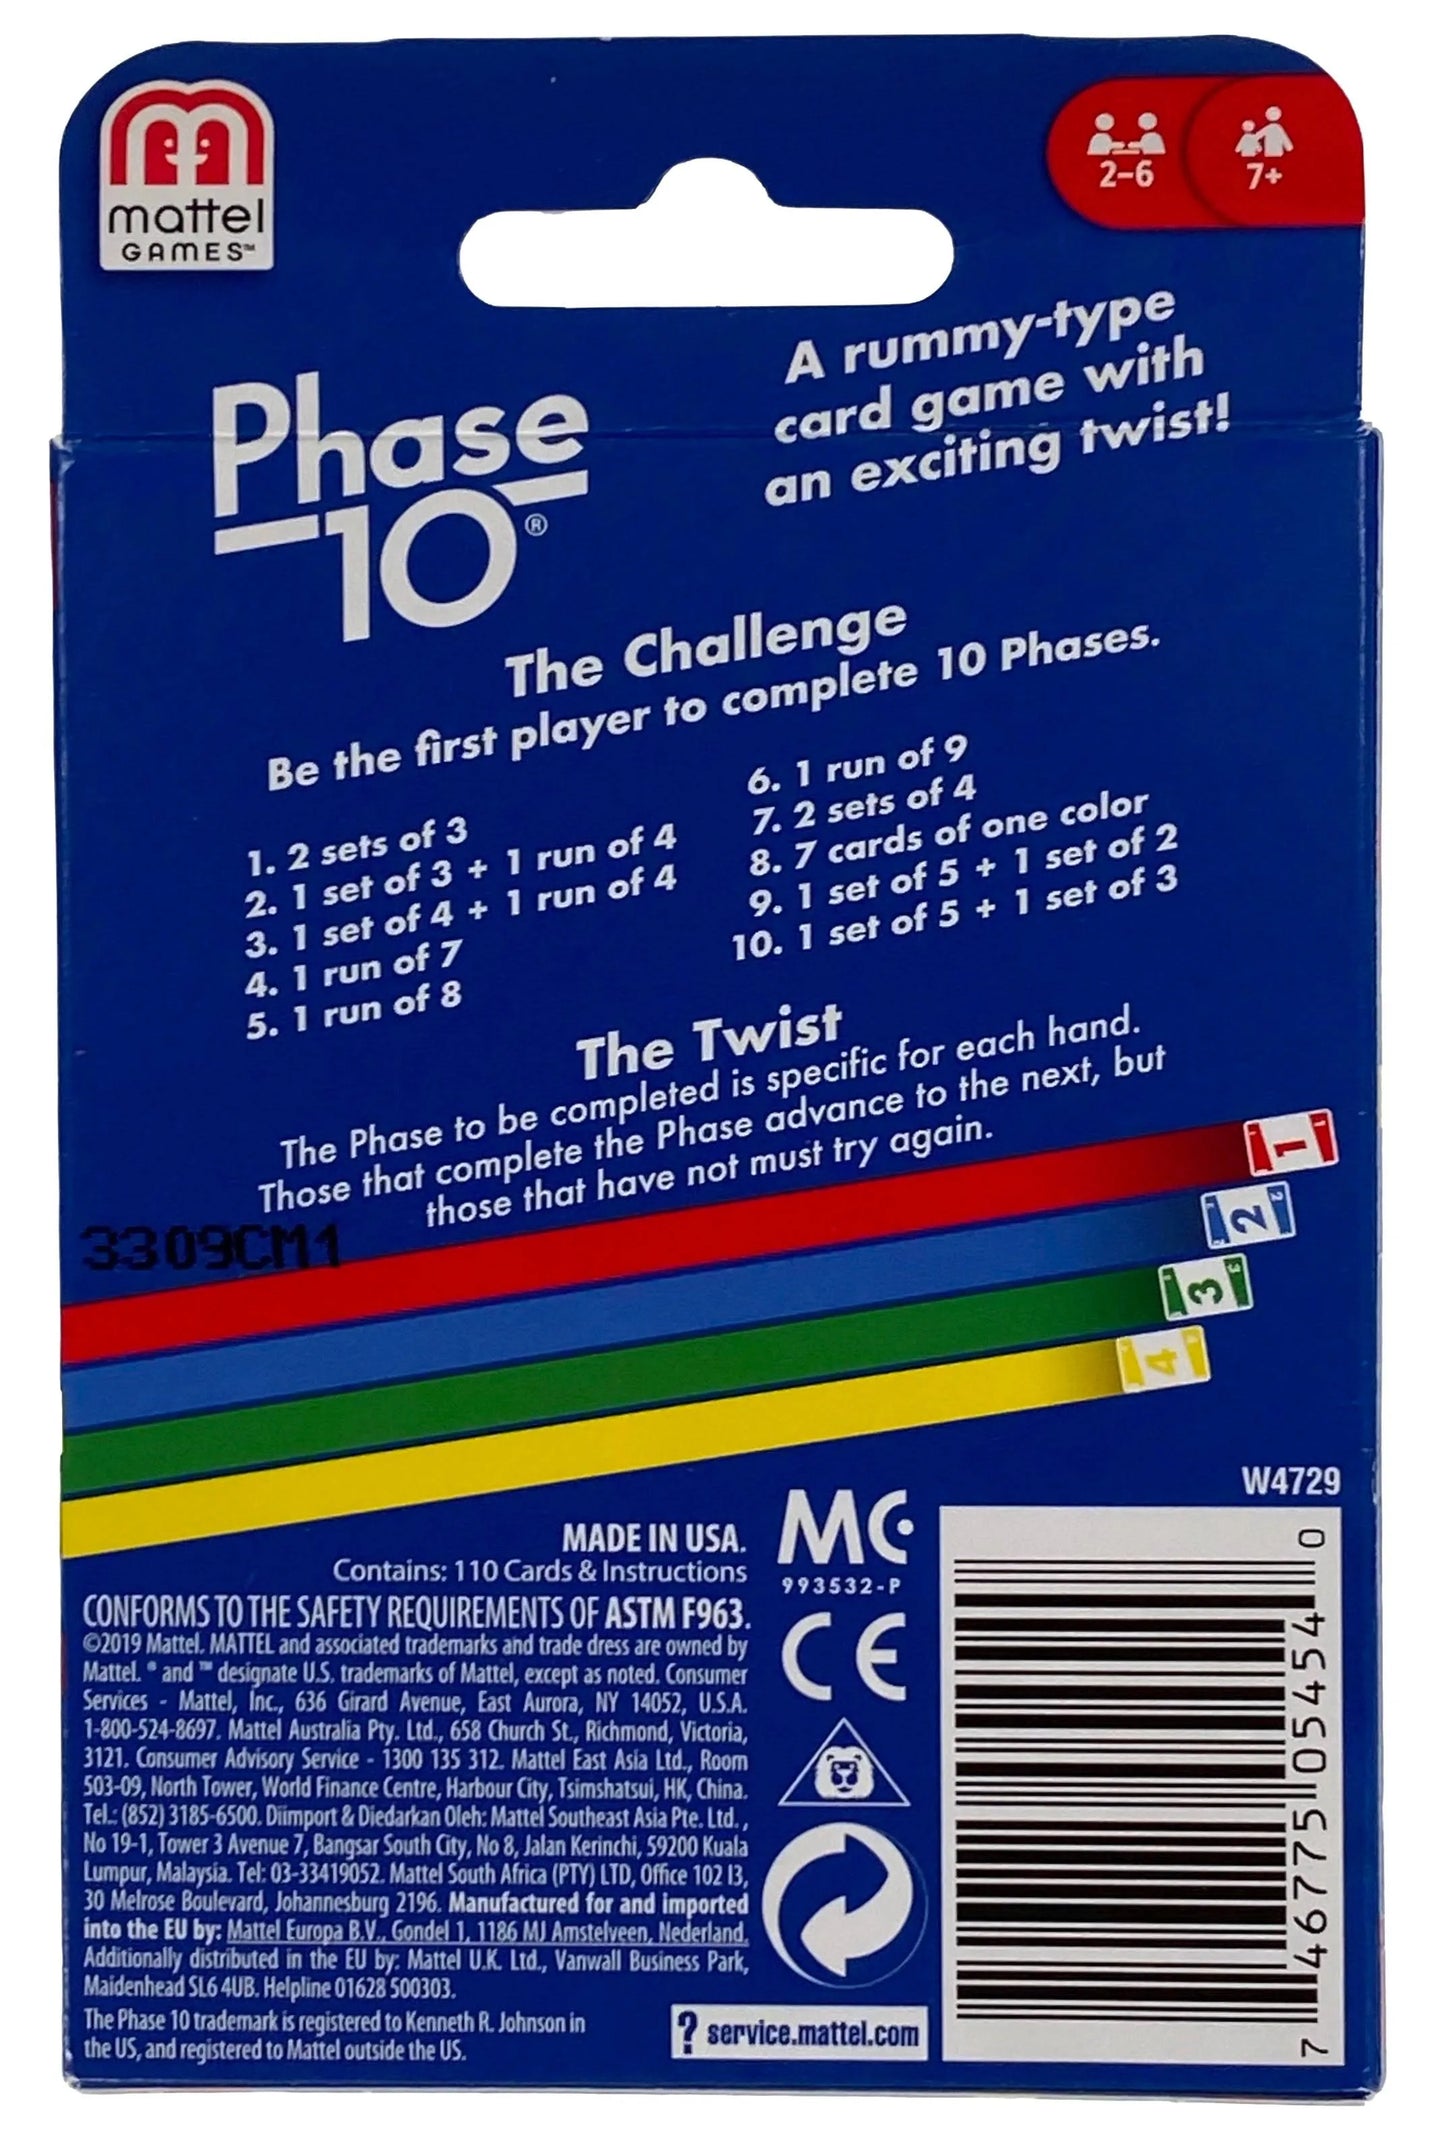 mattel
GAMES™
2-6
7+
A rummy-type
card game with
an exciting twist!
Phase
10®
The Challenge
Be the first player to complete 10 Phases.
1. 2 sets of 3
2. 1 set of 3 + 1 run of 4
3. 1 set of 4 + 1 run of 4
4. 1 run of 7
5. 1 run of 8
6. 1 run of 9
7. 2 sets of 4
8. 7 cards of one color
9. 1 set of 5 + 1 set of 2
10. 1 set of 5 + 1 set of 3
The Twist
The Phase to be completed is specific for each hand.
Those that complete the Phase advance to the next, but
those that have not must try again.
1
2
3
4
3309CM1
W4729
MADE IN USA.
Contains: 110 Cards & Instructions
CONFORMS TO THE SAFETY REQUIREMENTS OF ASTM F963.
©2019 Mattel. MATTEL and associated trademarks and trade dress are owned by
Mattel. ® and ™ designate U.S. trademarks of Mattel, except as noted. Consumer
Services - Mattel, Inc., 636 Girard Avenue, East Aurora, NY 14052, U.S.A.
1-800-524-8697. Mattel Australia Pty. Ltd., 658 Church St., Richmond, Victoria,
3121. Consumer Advisory Service - 1300 135 312. Mattel East Asia Ltd., Room
503-09, North Tower, World Finance Centre, Harbour City, Tsimshatsui, HK, China.
Tel.: (852) 3185-6500. Diimport & Diedarkan Oleh: Mattel Southeast Asia Pte. Ltd.,
No 19-1, Tower 3 Avenue 7, Bangsar South City, No 8, Jalan Kerinchi, 59200 Kuala
Lumpur, Malaysia. Tel: 03-33419052. Mattel South Africa (PTY) LTD, Office 102 I3,
30 Melrose Boulevard, Johannesburg 2196. Manufactured for and imported
into the EU by: Mattel Europa B.V., Gondel 1, 1186 MJ Amstelveen, Nederland.
Additionally distributed in the EU by: Mattel U.K. Ltd., Vanwall Business Park,
Maidenhead SL6 4UB. Helpline 01628 500303.
The Phase 10 trademark is registered to Kenneth R. Johnson in
the US, and registered to Mattel outside the US.
MC
993532-P
CE
? service.mattel.com
7 46775 05454 0